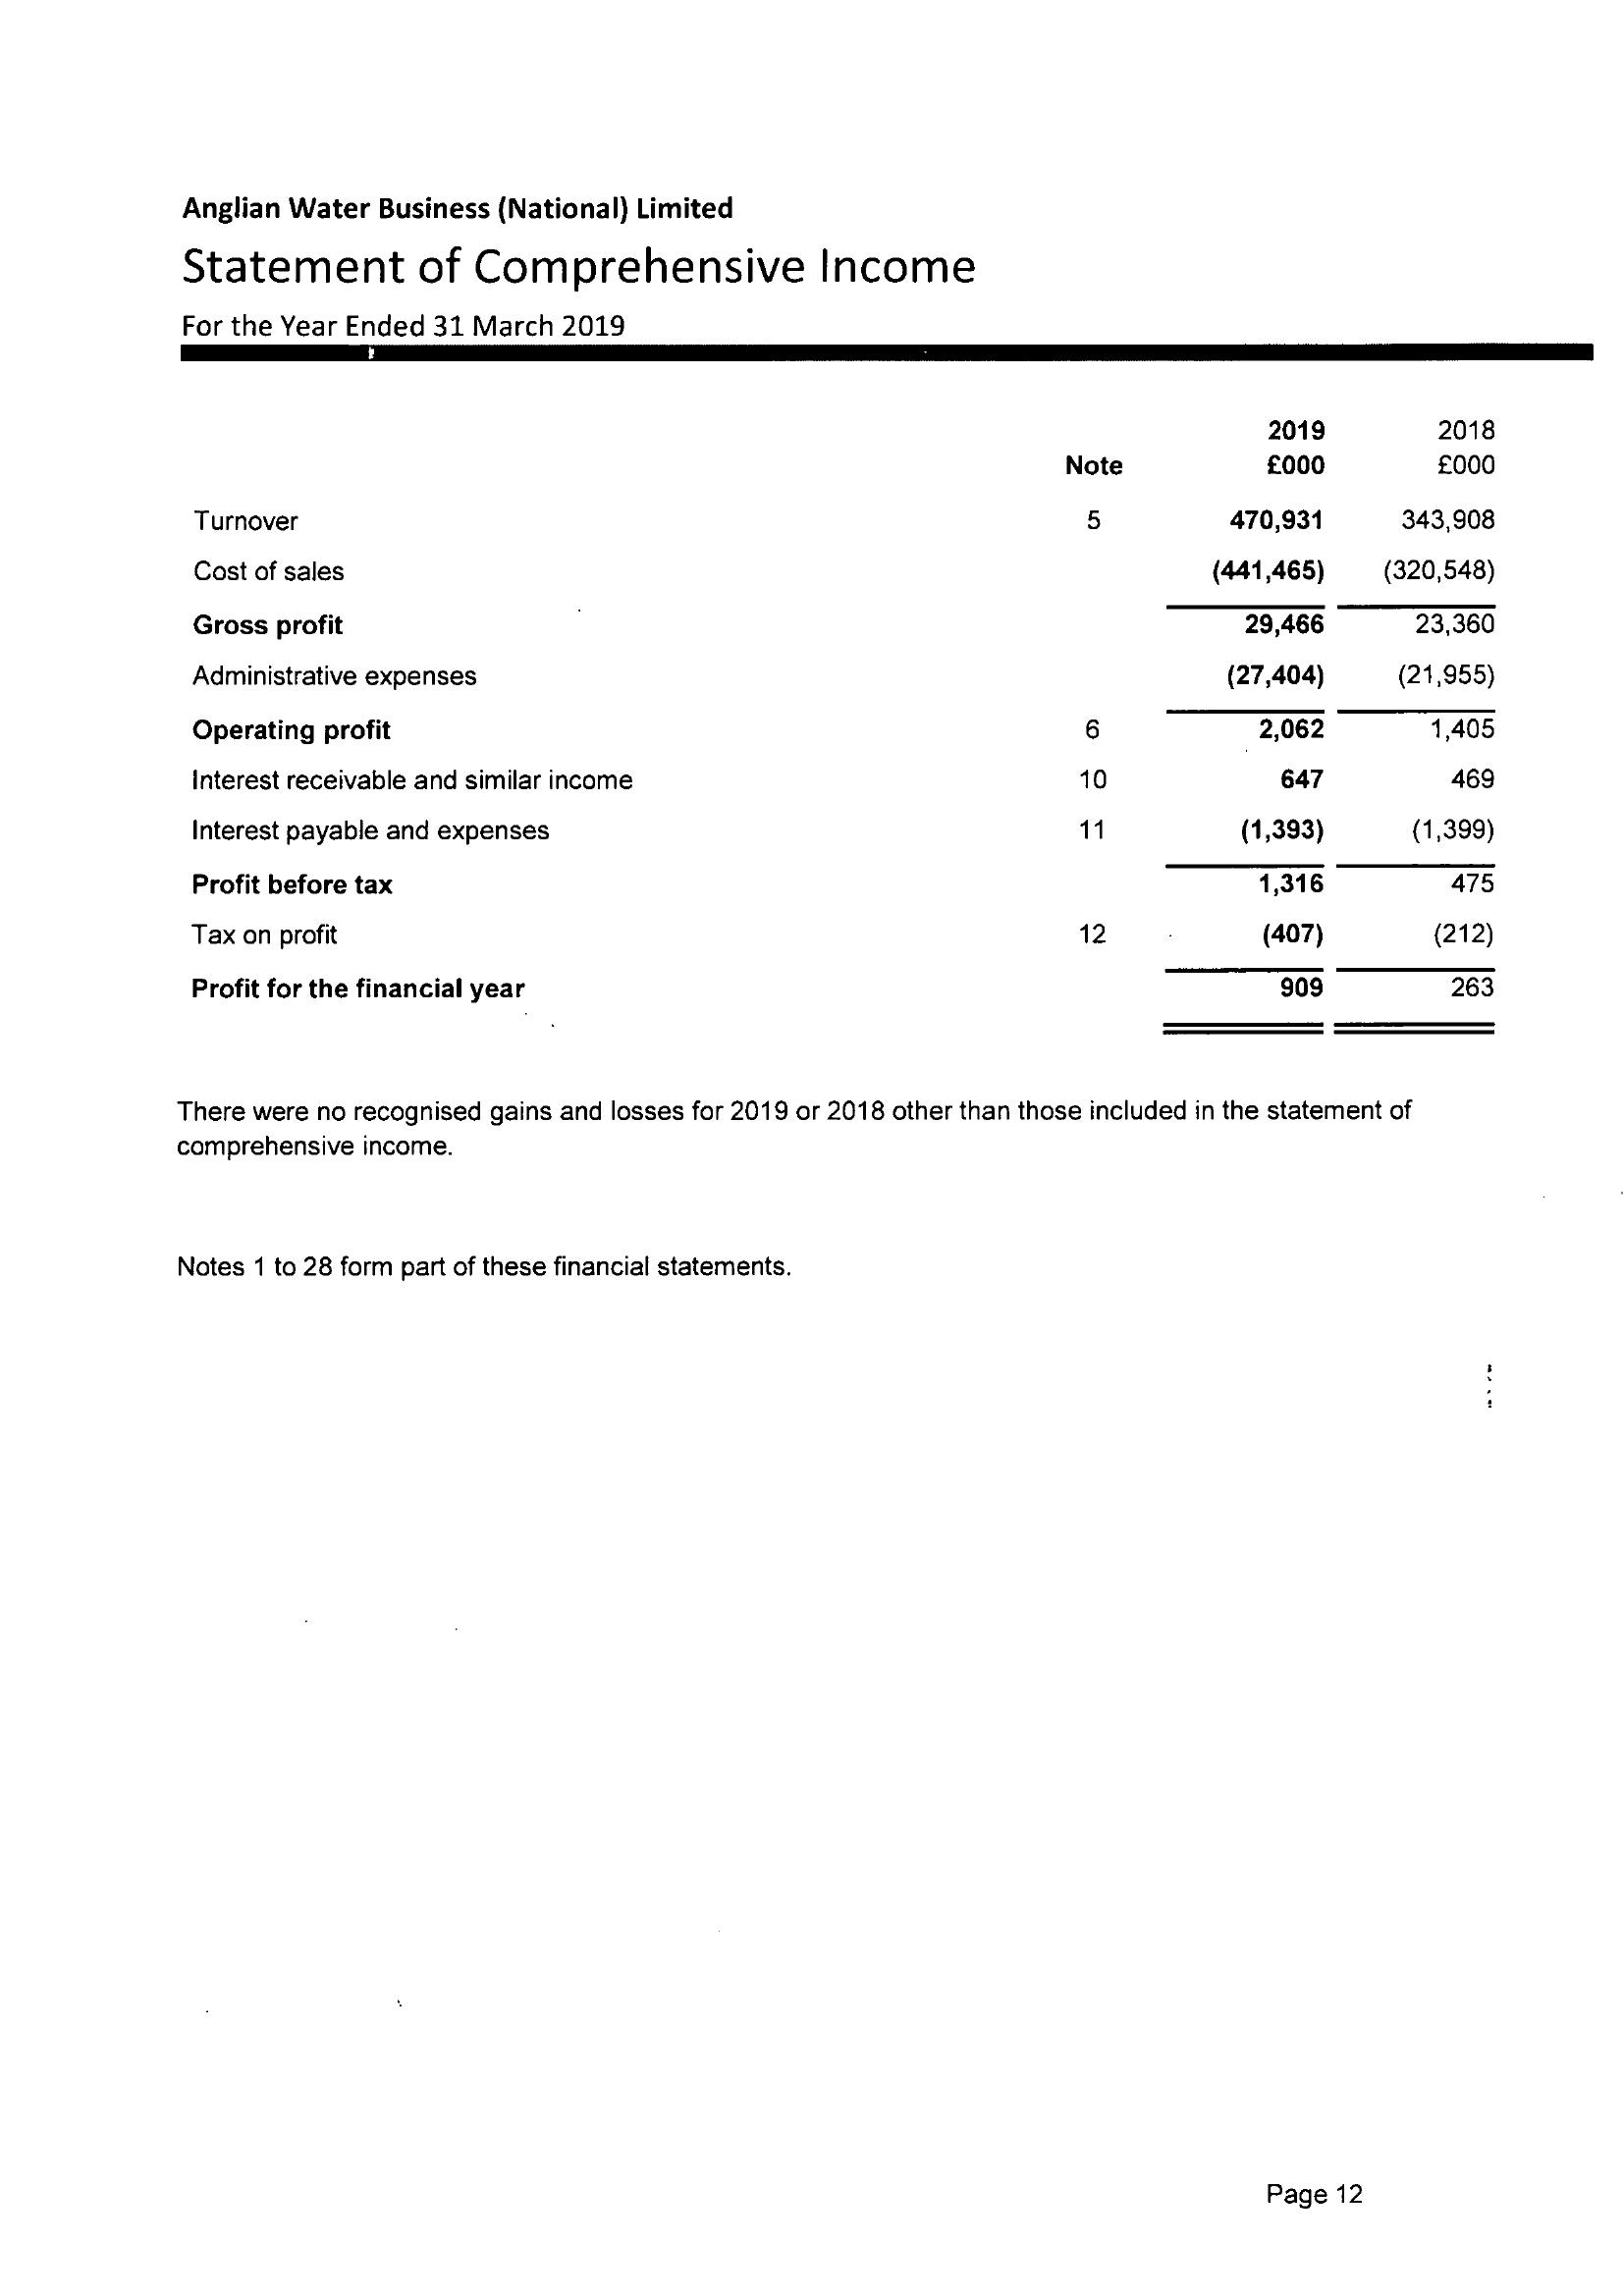 Anglian Water Business (National) Limited
Statement of Comprehensive Income
For the Year Ended 31 March 2019
2019 2018
Note £000 £000
Turnover 5 470,931 343,908
Cost of sales (441,465) (320,548)
Gross profit 29,466 23,360
Administrative expenses (27,404) (21,955)
Operating profit 6 2,062 1,405
Interest receivable and similar income 10 647 469
Interest payable and expenses 11 (1,393) (1,399)
Profit before tax 1,316 475
Tax on profit 12 (407) (212)
Profit for the financial year 909 263
There were no recognised gains and losses for 2019 or 2018 other than those included in the statement of
comprehensive income.
Notes 1 to 28 form part of these financial statements.
Page 12